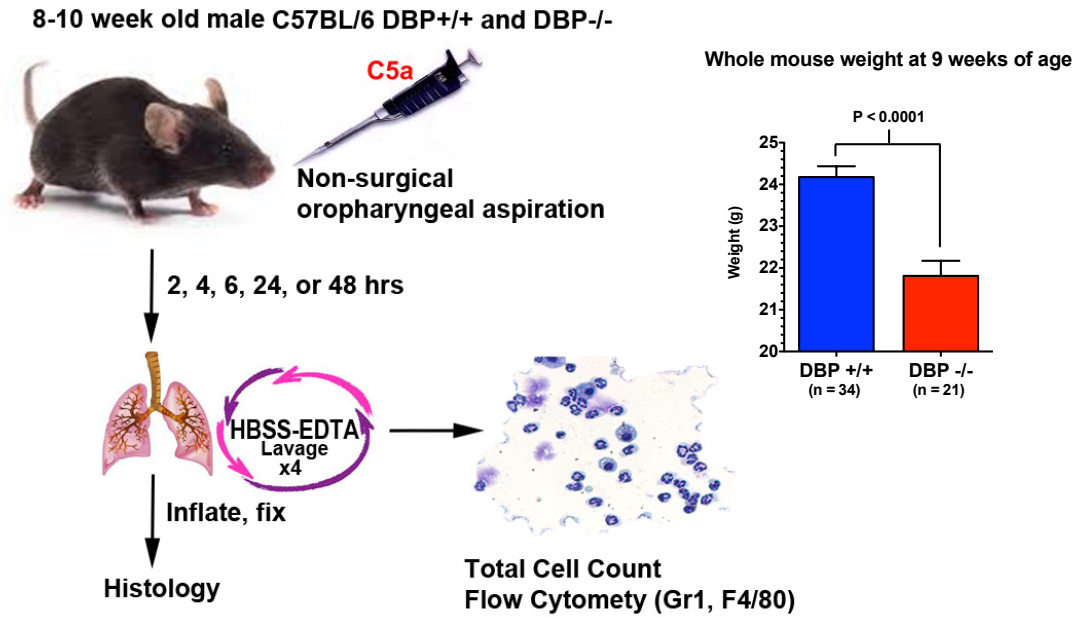 8-10 week old male C57BL/6 DBP+/+ and DBP-/-
C5a
Non-surgical
oropharyngeal aspiration
2, 4, 6, 24, or 48 hrs
HBSS-EDTA
Lavage
x4
Inflate, fix
Histology
Total Cell Count
Flow Cytomety (Gr1, F4/80)
Whole mouse weight at 9 weeks of age
P < 0.0001
Weight (g)
25
24
23
22
21
20
DBP +/+
(n = 34)
DBP -/-
(n = 21)